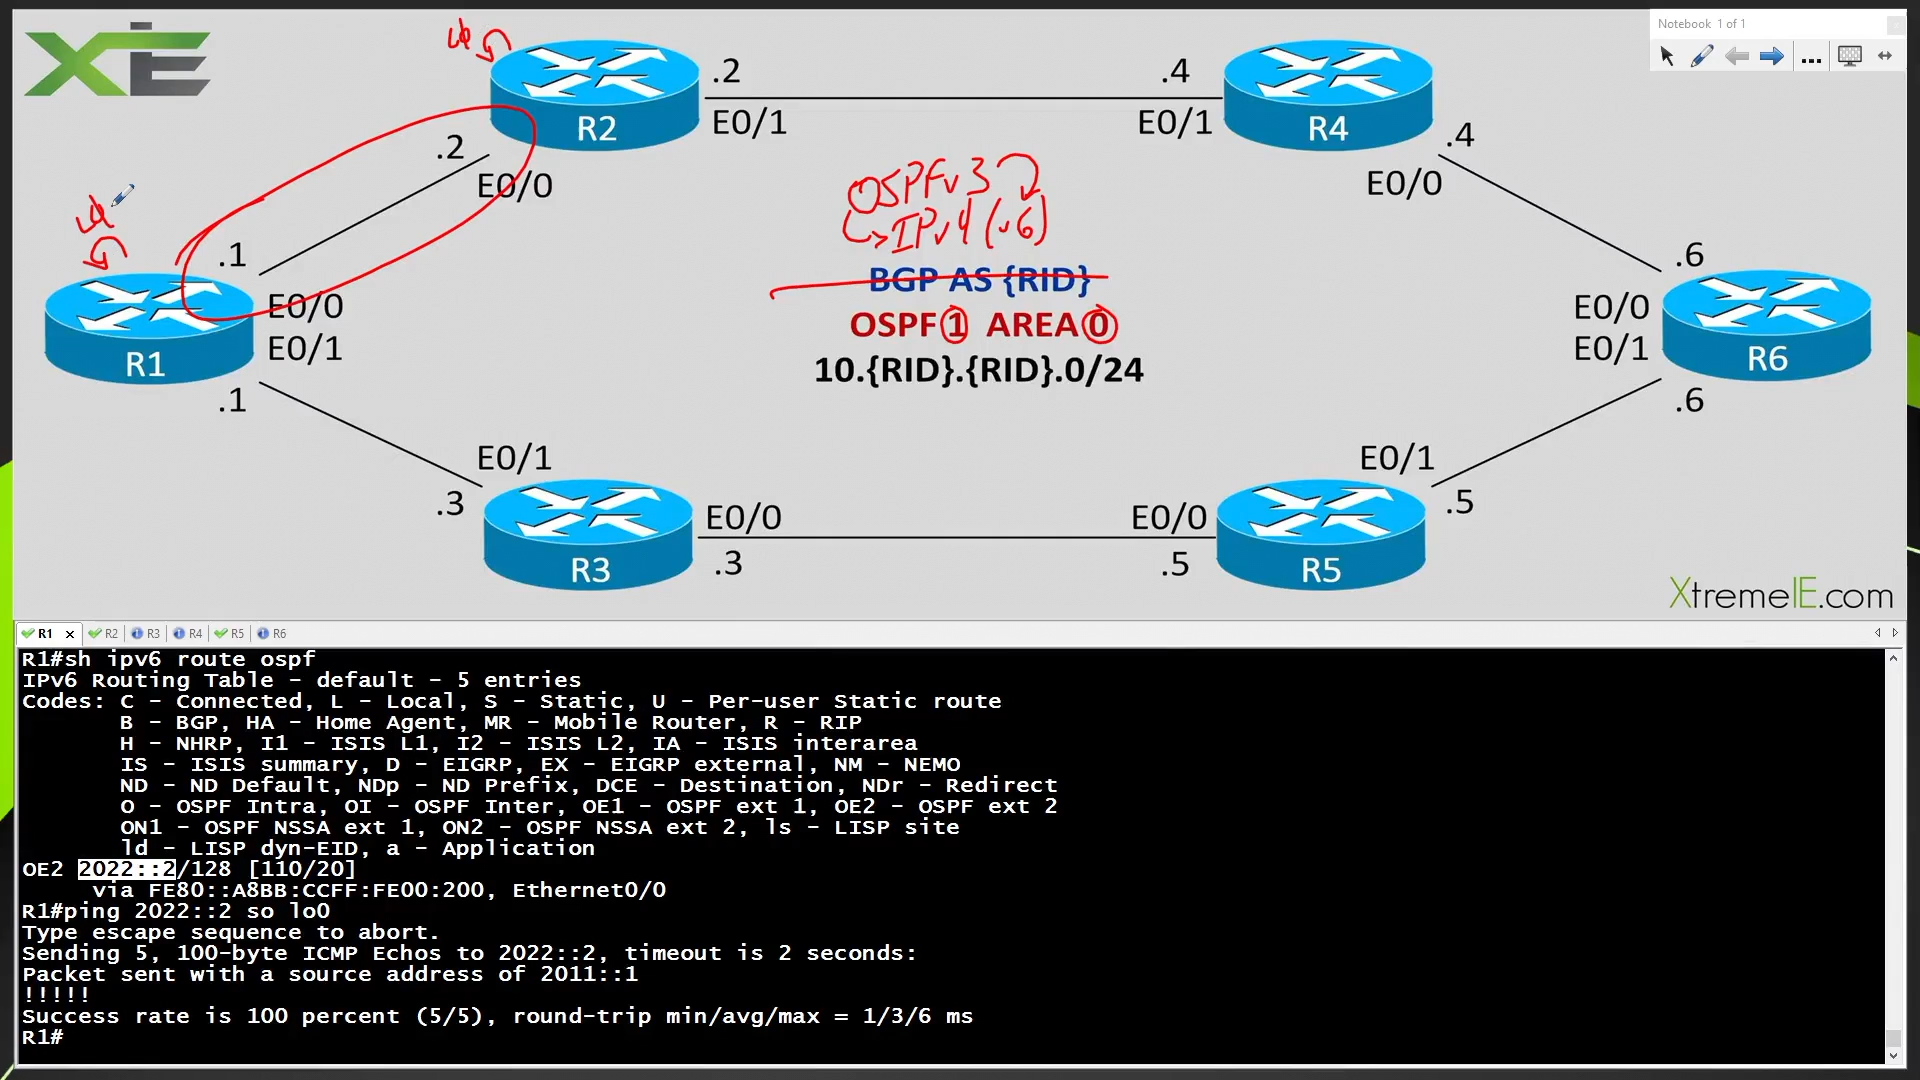 XIE
Notebook 1 of 1
...
.2
.4
E0/1
E0/1
R2
R4
.2
E0/0
.4
E0/0
OSPFv3
IPv4 (v6)
.1
E0/0
E0/1
R1
.1
BGP AS {RID}
OSPF 1 AREA 0
10.{RID}.{RID}.0/24
.6
E0/0
E0/1
R6
.6
E0/1
.3
E0/0
.3
R3
E0/1
.5
E0/0
.5
R5
XtremeIE.com
R1 R2 R3 R4 R5 R6
R1#sh ipv6 route ospf
IPv6 Routing Table - default - 5 entries
Codes: C - Connected, L - Local, S - Static, U - Per-user Static route
B - BGP, HA - Home Agent, MR - Mobile Router, R - RIP
H - NHRP, I1 - ISIS L1, I2 - ISIS L2, IA - ISIS interarea
IS - ISIS summary, D - EIGRP, EX - EIGRP external, NM - NEMO
ND - ND Default, NDp - ND Prefix, DCE - Destination, NDr - Redirect
O - OSPF Intra, OI - OSPF Inter, OE1 - OSPF ext 1, OE2 - OSPF ext 2
ON1 - OSPF NSSA ext 1, ON2 - OSPF NSSA ext 2, ls - LISP site
ld - LISP dyn-EID, a - Application
OE2 2022::2/128 [110/20]
via FE80::A8BB:CCFF:FE00:200, Ethernet0/0
R1#ping 2022::2 so lo0
Type escape sequence to abort.
Sending 5, 100-byte ICMP Echos to 2022::2, timeout is 2 seconds:
Packet sent with a source address of 2011::1
!!!!!
Success rate is 100 percent (5/5), round-trip min/avg/max = 1/3/6 ms
R1#